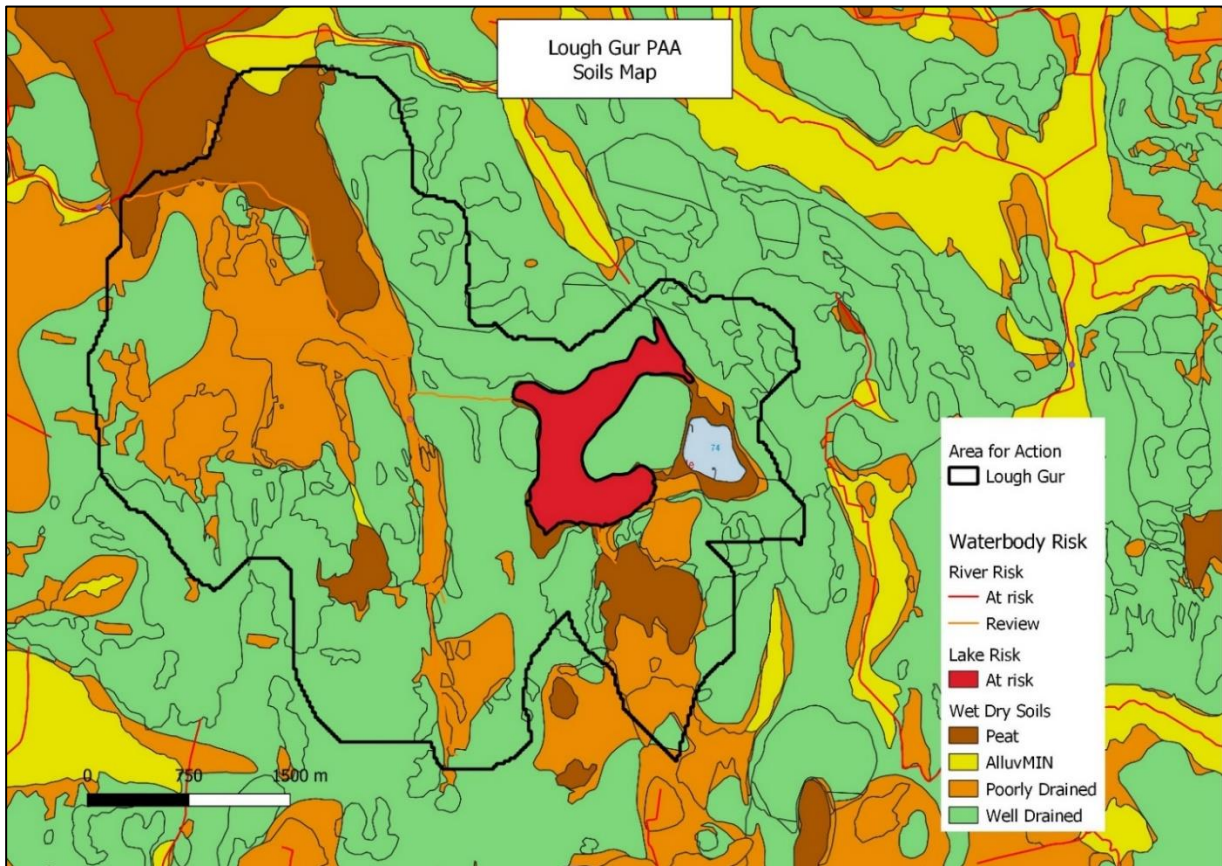 Lough Gur PAA
Soils Map
74
Area for Action
Lough Gur
Waterbody Risk
River Risk
At risk
Review
Lake Risk
At risk
Wet Dry Soils
Peat
AlluvMIN
Poorly Drained
Well Drained
0 750 1500 m